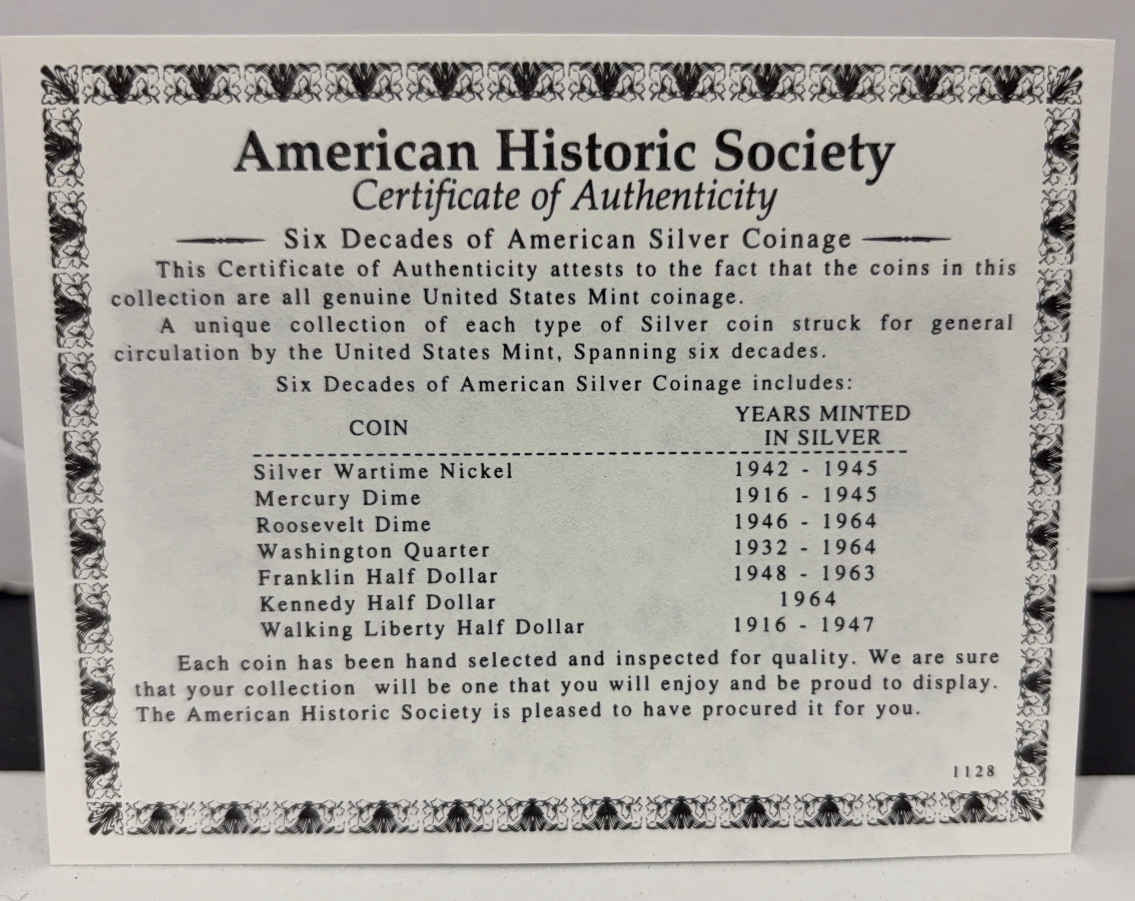 American Historic Society
Certificate of Authenticity
Six Decades of American Silver Coinage
This Certificate of Authenticity attests to the fact that the coins in this
collection are all genuine United States Mint coinage.
A unique collection of each type of Silver coin struck for general
circulation by the United States Mint, Spanning six decades.
Six Decades of American Silver Coinage includes:
COIN YEARS MINTED
IN SILVER
Silver Wartime Nickel 1942 - 1945
Mercury Dime 1916 - 1945
Roosevelt Dime 1946 - 1964
Washington Quarter 1932 - 1964
Franklin Half Dollar 1948 - 1963
Kennedy Half Dollar 1964
Walking Liberty Half Dollar 1916 - 1947
Each coin has been hand selected and inspected for quality. We are sure
that your collection will be one that you will enjoy and be proud to display.
The American Historic Society is pleased to have procured it for you.
1128